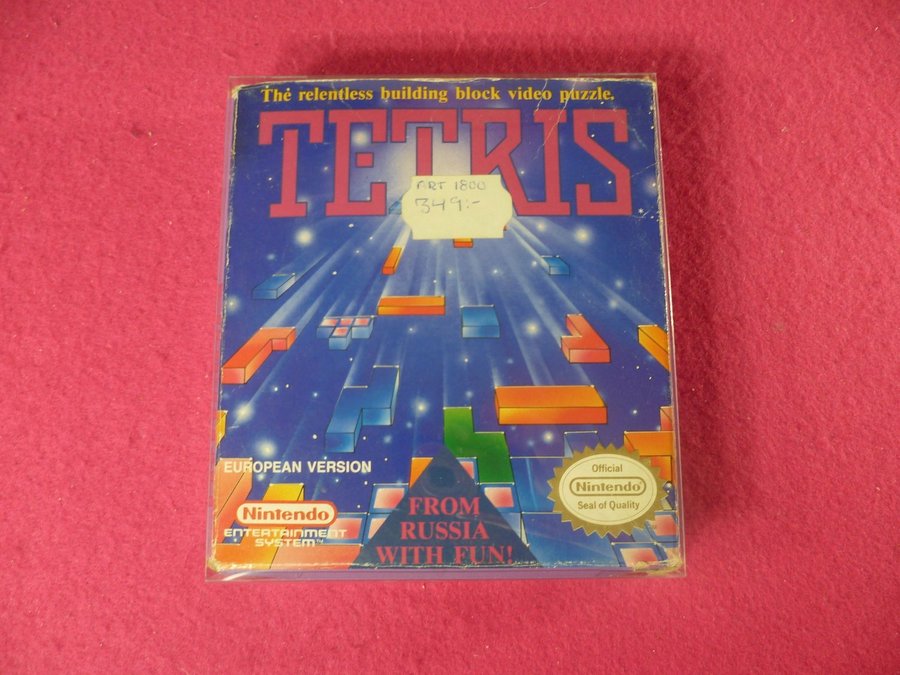 The relentless building block video puzzle.
TETRIS
ART 1800
349:-
EUROPEAN VERSION
Nintendo
ENTERTAINMENT
SYSTEM™
FROM
RUSSIA
WITH FUN!
Official
Nintendo®
Seal of Quality